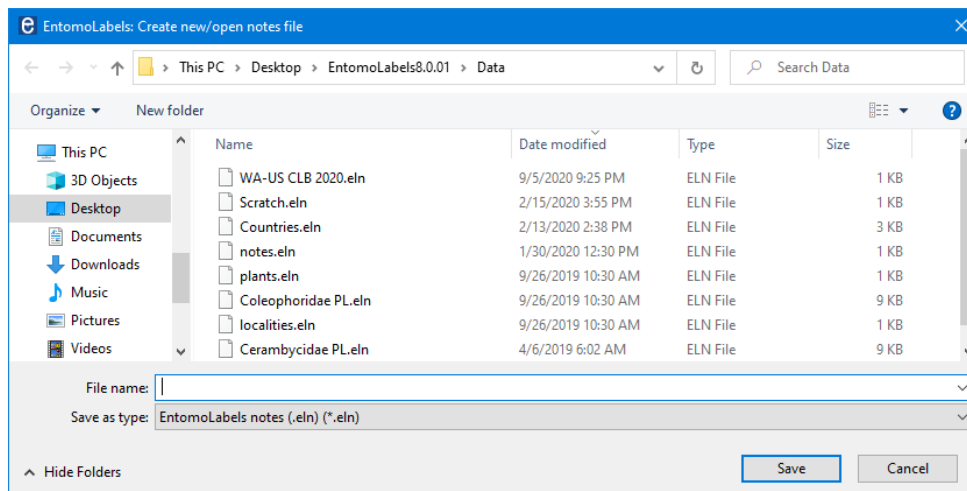 EntomoLabels: Create new/open notes file
This PC > Desktop > EntomoLabels8.0.01 > Data
Search Data
Organize
New folder
Name Date modified Type Size
This PC
3D Objects
Desktop
Documents
Downloads
Music
Pictures
Videos
WA-US CLB 2020.eln 9/5/2020 9:25 PM ELN File 1 KB
Scratch.eln 2/15/2020 3:55 PM ELN File 1 KB
Countries.eln 2/13/2020 2:38 PM ELN File 3 KB
notes.eln 1/30/2020 12:30 PM ELN File 1 KB
plants.eln 9/26/2019 10:30 AM ELN File 1 KB
Coleophoridae PL.eln 9/26/2019 10:30 AM ELN File 9 KB
localities.eln 9/26/2019 10:30 AM ELN File 1 KB
Cerambycidae PL.eln 4/6/2019 6:02 AM ELN File 9 KB
File name:
Save as type: EntomoLabels notes (.eln) (*.eln)
Hide Folders
Save
Cancel